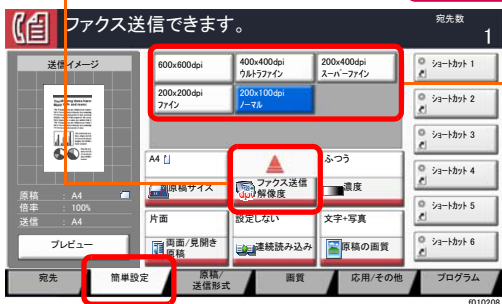 ファクス送信できます。
宛先数
1
送信イメージ
600x600dpi
400x400dpi
ウルトラファイン
200x400dpi
スーパーファイン
200x200dpi
ファイン
200x100dpi
ノーマル
ショートカット 1
ショートカット 2
ショートカット 3
ショートカット 4
ショートカット 5
ショートカット 6
A4
原稿サイズ
ファクス送信
解像度
ふつう
濃度
原稿 : A4
倍率 : 100%
送信 : A4
プレビュー
片面
両面/見開き
原稿
設定しない
連続読み込み
文字+写真
原稿の画質
宛先
簡単設定
原稿/
送信形式
画質
応用/その他
プログラム
f010208